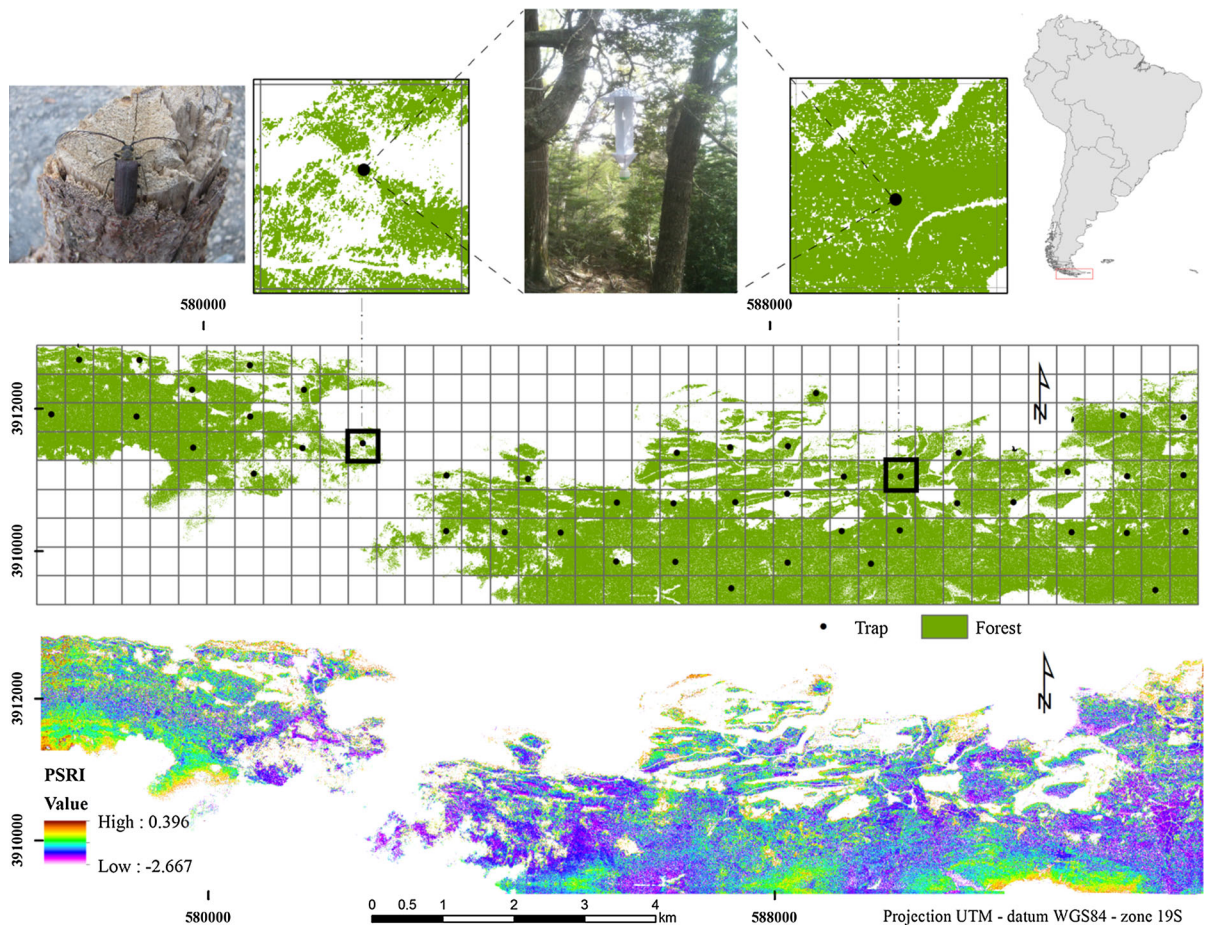 580000
588000
3912000
3910000
N
Trap
Forest
3912000
3910000
N
PSRI
Value
High : 0.396
Low : -2.667
580000
588000
0 0.5 1 2 3 4
km
Projection UTM - datum WGS84 - zone 19S